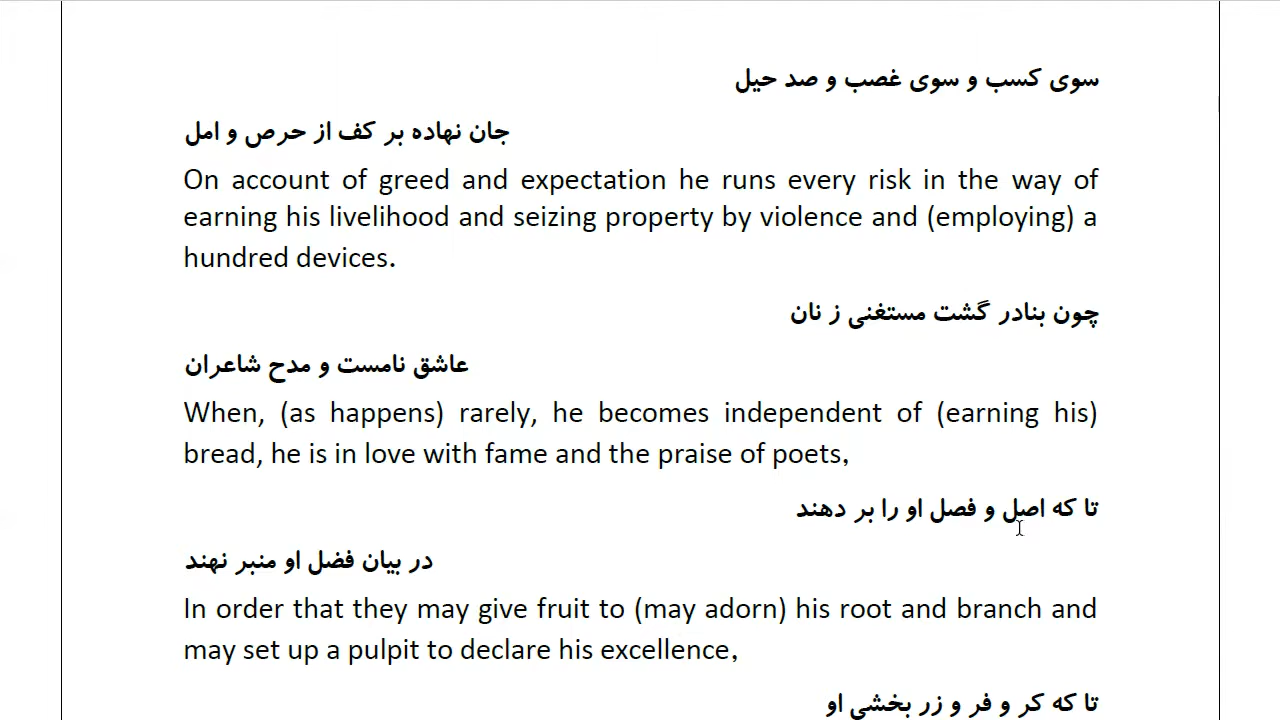 سوی کسب و سوی غصب و صد حیل
جان نهاده بر کف از حرص و امل
On account of greed and expectation he runs every risk in the way of
earning his livelihood and seizing property by violence and (employing) a
hundred devices.
چون بنادر گشت مستغنی ز نان
عاشق نامست و مدح شاعران
When, (as happens) rarely, he becomes independent of (earning his)
bread, he is in love with fame and the praise of poets,
تا که اصل و فصل او را بر دهند
در بیان فضل او منبر نهند
In order that they may give fruit to (may adorn) his root and branch and
may set up a pulpit to declare his excellence,
تا که کر و فر و زر بخشی او